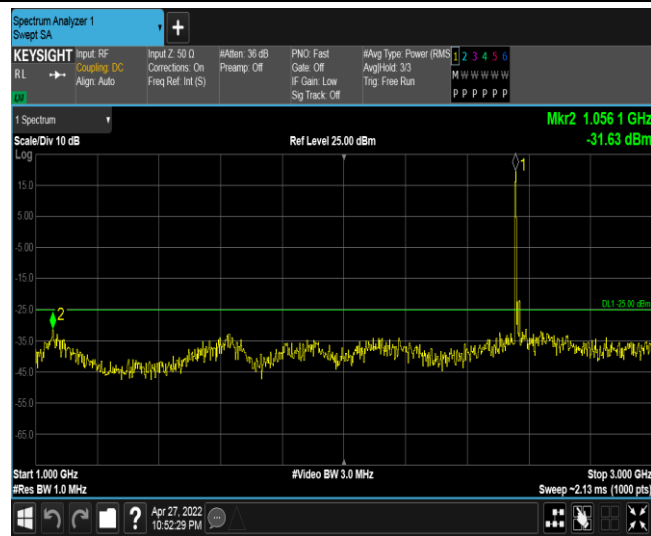 Spectrum Analyzer 1
Swept SA
+
KEYSIGHT
RL
Input: RF
Coupling: DC
Align: Auto
Input Z: 50 Ω
Corrections: On
Freq Ref: Int (S)
#Atten: 36 dB
Preamp: Off
PNO: Fast
Gate: Off
IF Gain: Low
Sig Track: Off
#Avg Type: Power (RMS
Avg|Hold: 3/3
Trig: Free Run
1 2 3 4 5 6
M W W W W W
P P P P P P
1 Spectrum
Scale/Div 10 dB
Ref Level 25.00 dBm
Mkr2 1.056 1 GHz
-31.63 dBm
Log
15.0
5.00
-5.00
-15.0
-25.0
-35.0
-45.0
-55.0
-65.0
1
2
DL1 -25.00 dBm
Start 1.000 GHz
#Res BW 1.0 MHz
#Video BW 3.0 MHz
Stop 3.000 GHz
Sweep ~2.13 ms (1000 pts)
?
Apr 27, 2022
10:52:29 PM